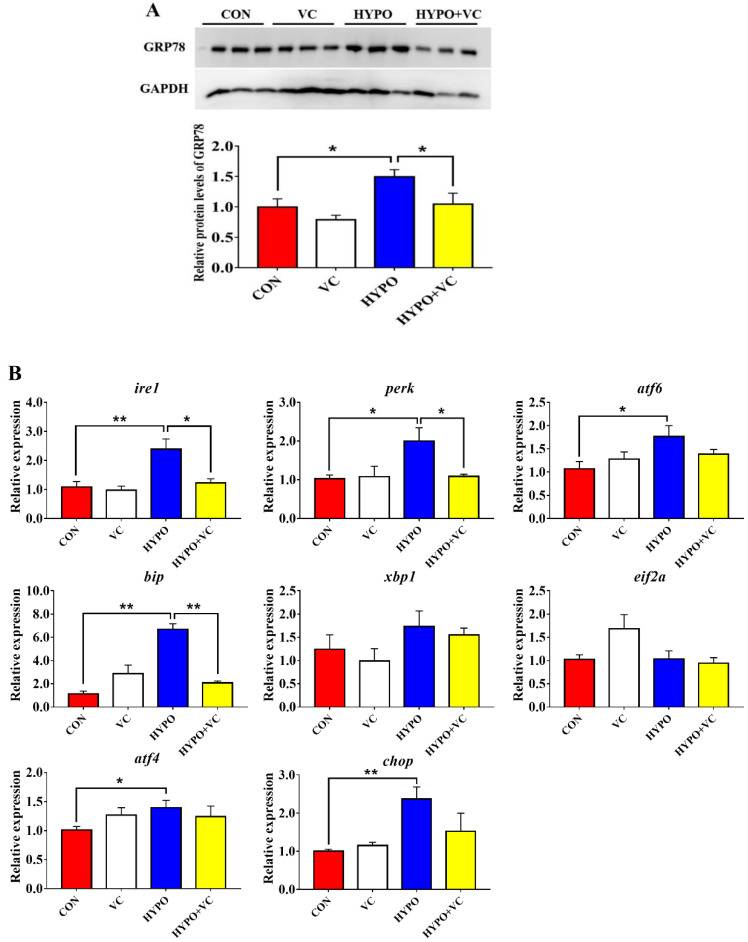 A
CON VC HYPO HYPO+VC
GRP78
GAPDH
Relative protein levels of GRP78
2.0
1.5
1.0
0.5
0.0
* *
CON VC HYPO HYPO+VC
B
ire1 perk atf6
Relative expression Relative expression Relative expression
4.0 3.0 2.5
3.0 2.0 2.0
2.0 1.0 1.5
1.0 0.0 1.0
0.0 0.5
0.0
** * * * *
CON VC HYPO HYPO+VC CON VC HYPO HYPO+VC CON VC HYPO HYPO+VC
bip xbp1 eif2a
Relative expression Relative expression Relative expression
10.0 2.5 2.5
8.0 2.0 2.0
6.0 1.5 1.5
4.0 1.0 1.0
2.0 0.5 0.5
0.0 0.0 0.0
** **
CON VC HYPO HYPO+VC CON VC HYPO HYPO+VC CON VC HYPO HYPO+VC
atf4 chop
Relative expression Relative expression
2.0 3.0
1.5 2.0
1.0 1.0
0.5 0.0
0.0
* **
CON VC HYPO HYPO+VC CON VC HYPO HYPO+VC